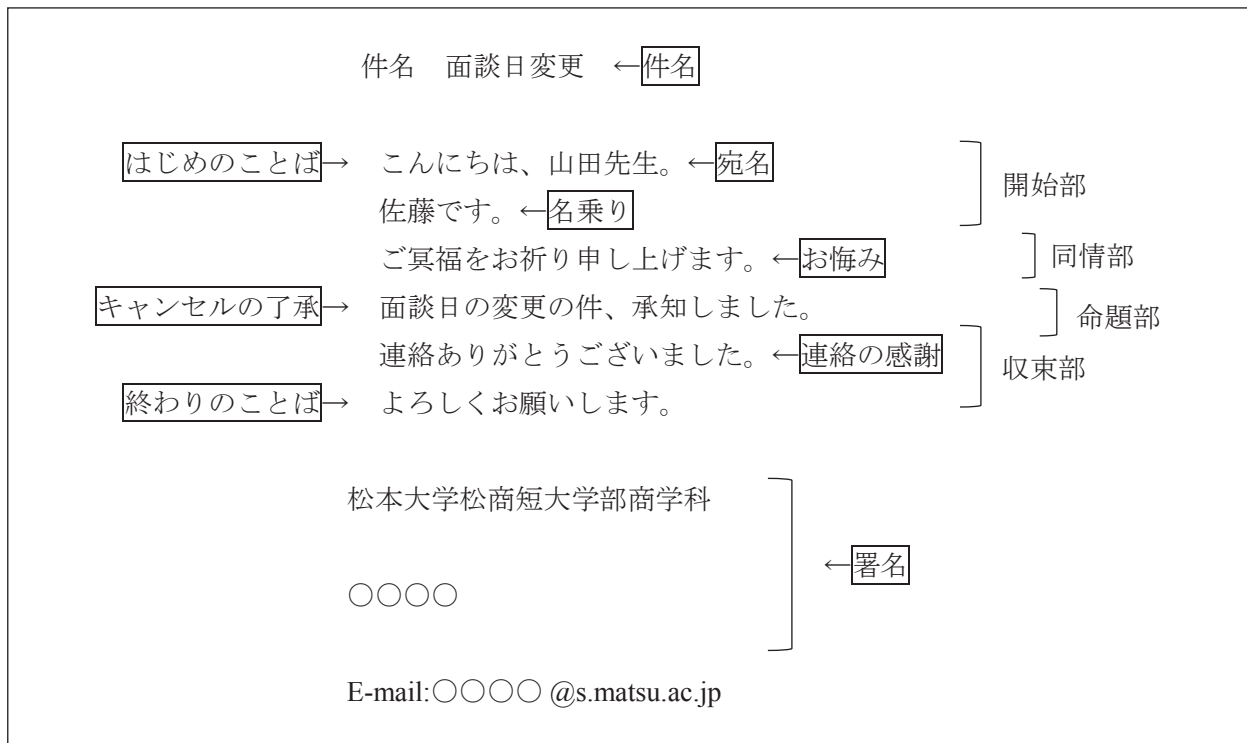 件名 面談日変更 ←件名
はじめのことば→ こんにちは、山田先生。←宛名
佐藤です。←名乗り
開始部
ご冥福をお祈り申し上げます。←お悔み 同情部
キャンセルの了承→ 面談日の変更の件、承知しました。 命題部
連絡ありがとうございました。←連絡の感謝
収束部
終わりのことば→ よろしくお願いします。
松本大学松商短大学部商学科
←署名
〇〇〇〇
E-mail:〇〇〇〇 @s.matsu.ac.jp